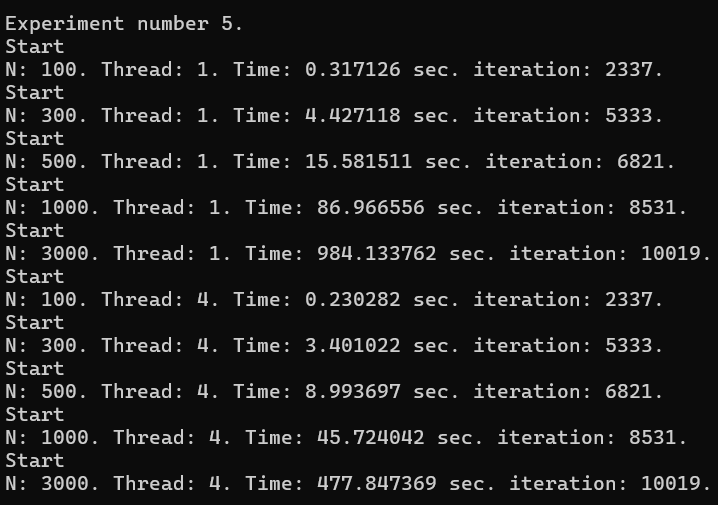 Experiment number 5.
Start
N: 100. Thread: 1. Time: 0.317126 sec. iteration: 2337.
Start
N: 300. Thread: 1. Time: 4.427118 sec. iteration: 5333.
Start
N: 500. Thread: 1. Time: 15.581511 sec. iteration: 6821.
Start
N: 1000. Thread: 1. Time: 86.966556 sec. iteration: 8531.
Start
N: 3000. Thread: 1. Time: 984.133762 sec. iteration: 10019.
Start
N: 100. Thread: 4. Time: 0.230282 sec. iteration: 2337.
Start
N: 300. Thread: 4. Time: 3.401022 sec. iteration: 5333.
Start
N: 500. Thread: 4. Time: 8.993697 sec. iteration: 6821.
Start
N: 1000. Thread: 4. Time: 45.724042 sec. iteration: 8531.
Start
N: 3000. Thread: 4. Time: 477.847369 sec. iteration: 10019.